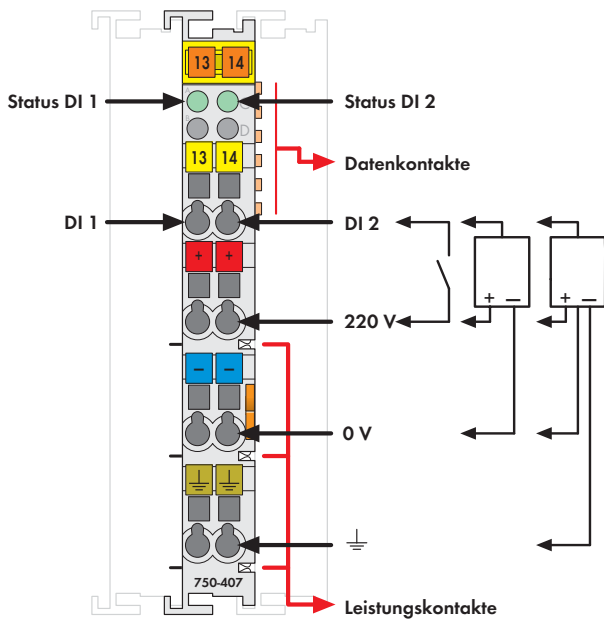 13 14
Status DI 1
Status DI 2
A C
B D
13 14
Datenkontakte
DI 1
DI 2
+ +
+ − + −
220 V
− −
0 V
750-407
Leistungskontakte